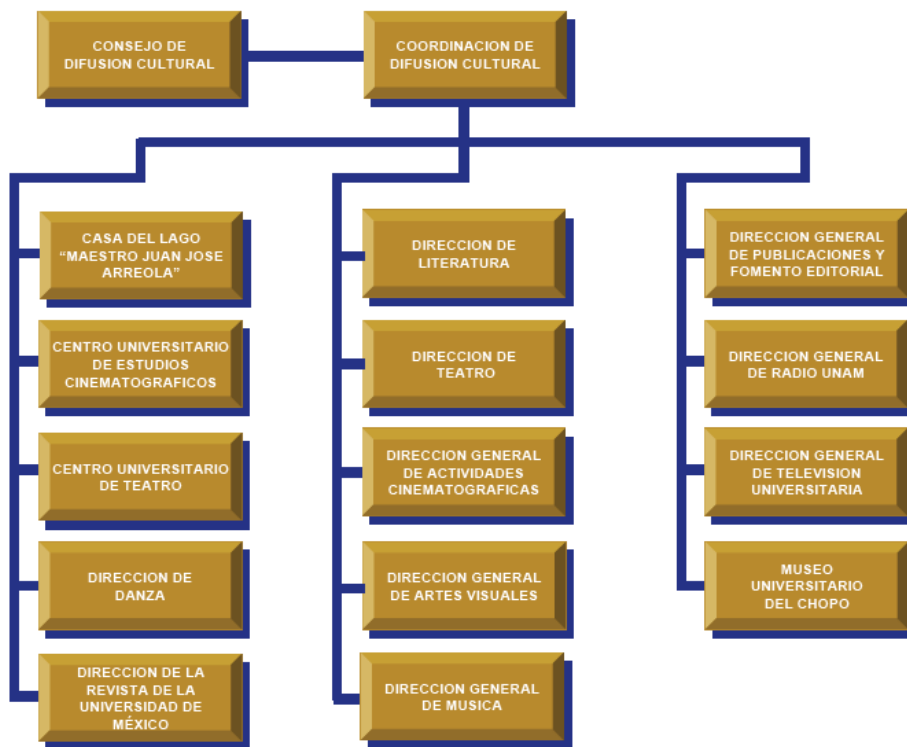 CONSEJO DE
DIFUSION CULTURAL
COORDINACION DE
DIFUSION CULTURAL
CASA DEL LAGO
“MAESTRO JUAN JOSE
ARREOLA”
CENTRO UNIVERSITARIO
DE ESTUDIOS
CINEMATOGRAFICOS
CENTRO UNIVERSITARIO
DE TEATRO
DIRECCION DE
DANZA
DIRECCION DE LA
REVISTA DE LA
UNIVERSIDAD DE
MÉXICO
DIRECCION DE
LITERATURA
DIRECCION DE
TEATRO
DIRECCION GENERAL
DE ACTIVIDADES
CINEMATOGRAFICAS
DIRECCION GENERAL
DE ARTES VISUALES
DIRECCION GENERAL
DE MUSICA
DIRECCION GENERAL
DE PUBLICACIONES Y
FOMENTO EDITORIAL
DIRECCION GENERAL
DE RADIO UNAM
DIRECCION GENERAL
DE TELEVISION
UNIVERSITARIA
MUSEO
UNIVERSITARIO
DEL CHOPO